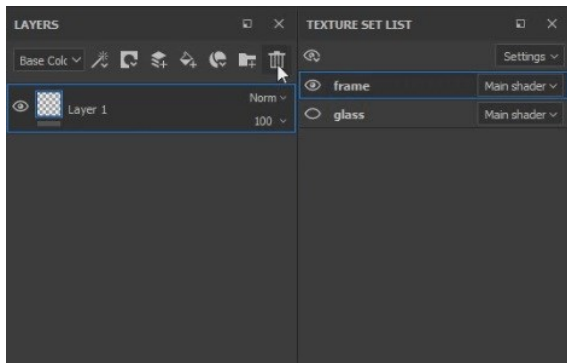 LAYERS
Base Colc
Layer 1
Norm
100
TEXTURE SET LIST
Settings
frame
Main shader
glass
Main shader